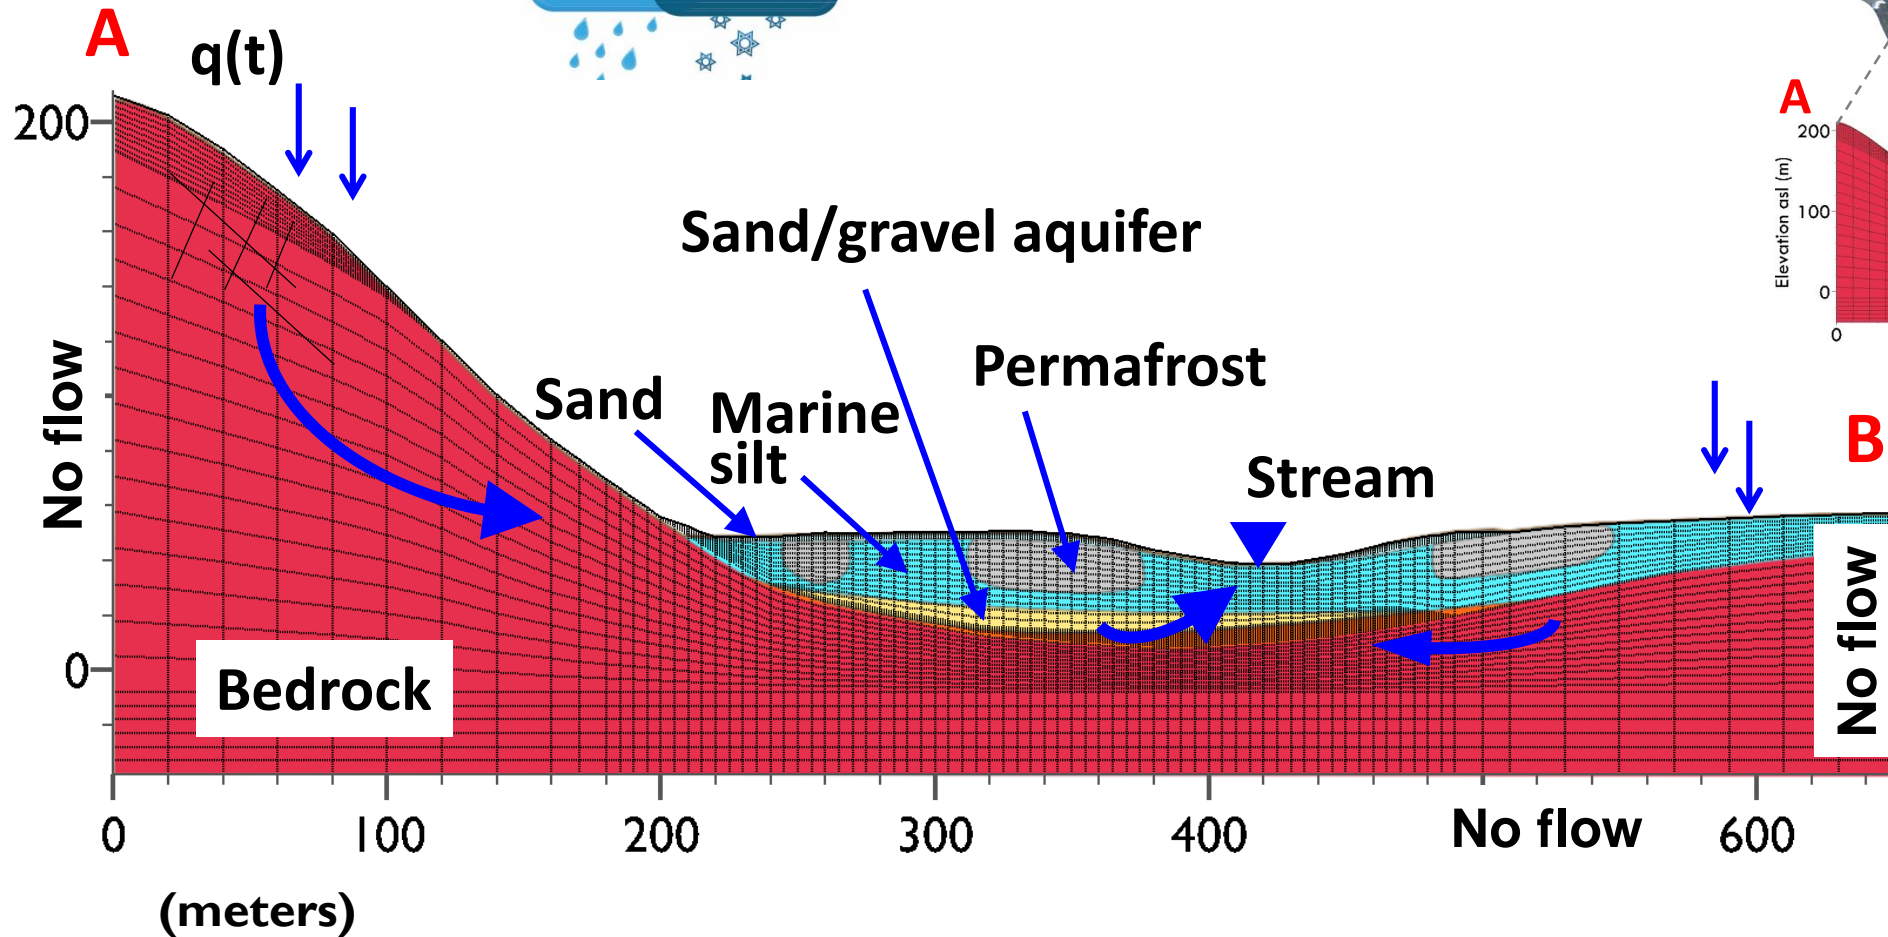 A
q(t)
200
Sand/gravel aquifer
Permafrost
Sand
Marine
silt
Stream
No flow
Bedrock
0
0
100
200
300
400
No flow
600
(meters)
B
No flow
A
Elevation asl (m)
200
100
0
0